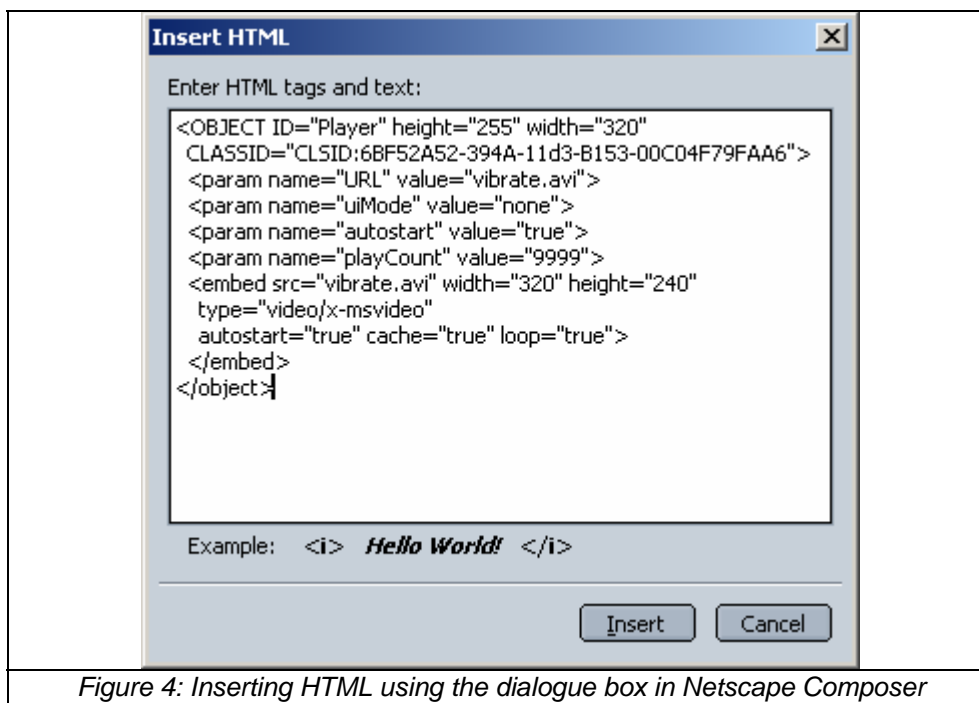 Insert HTML
Enter HTML tags and text:
<OBJECT ID="Player" height="255" width="320"
CLASSID="CLSID:6BF52A52-394A-11d3-B153-00C04F79FAA6">
<param name="URL" value="vibrate.avi">
<param name="uiMode" value="none">
<param name="autostart" value="true">
<param name="playCount" value="9999">
<embed src="vibrate.avi" width="320" height="240"
type="video/x-msvideo"
autostart="true" cache="true" loop="true">
</embed>
</object>
Example: <i> Hello World! </i>
Insert Cancel
Figure 4: Inserting HTML using the dialogue box in Netscape Composer